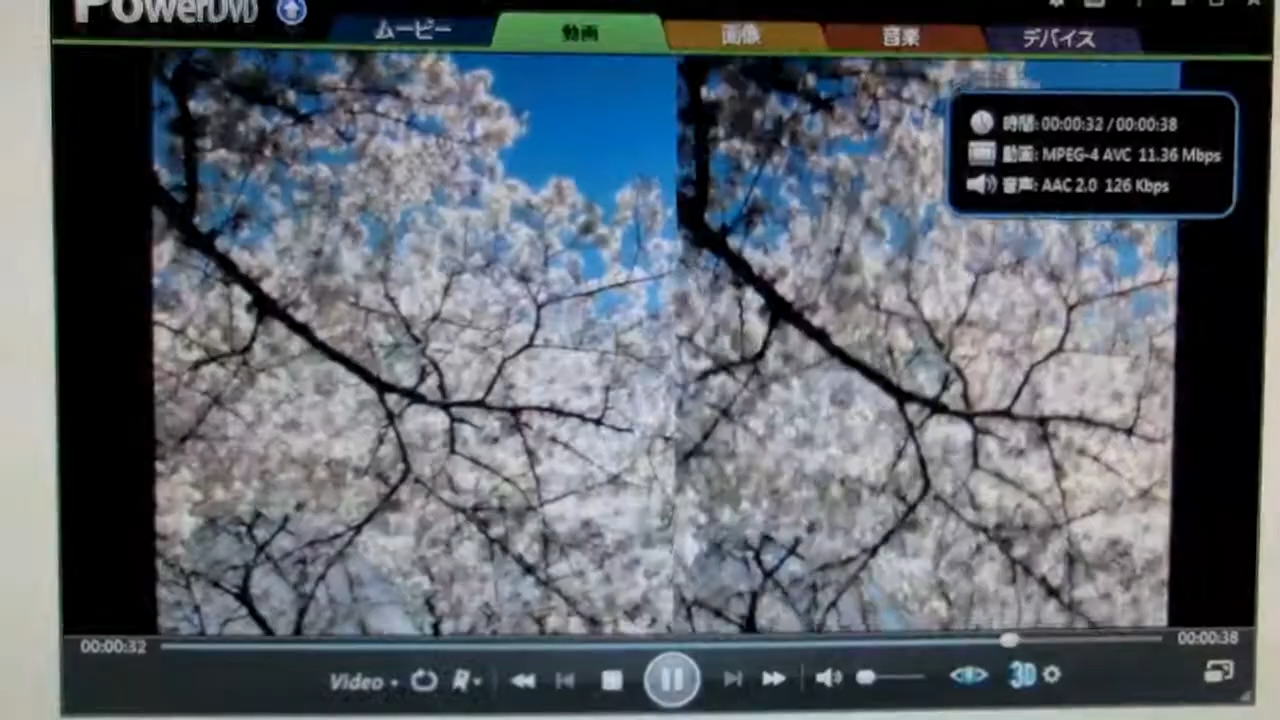 PowerDVD
ムービー 動画 画像 音楽 デバイス
時間: 00:00:32 / 00:00:38
動画: MPEG-4 AVC 11.36 Mbps
音声: AAC 2.0 126 Kbps
00:00:32 00:00:38
Video 3D